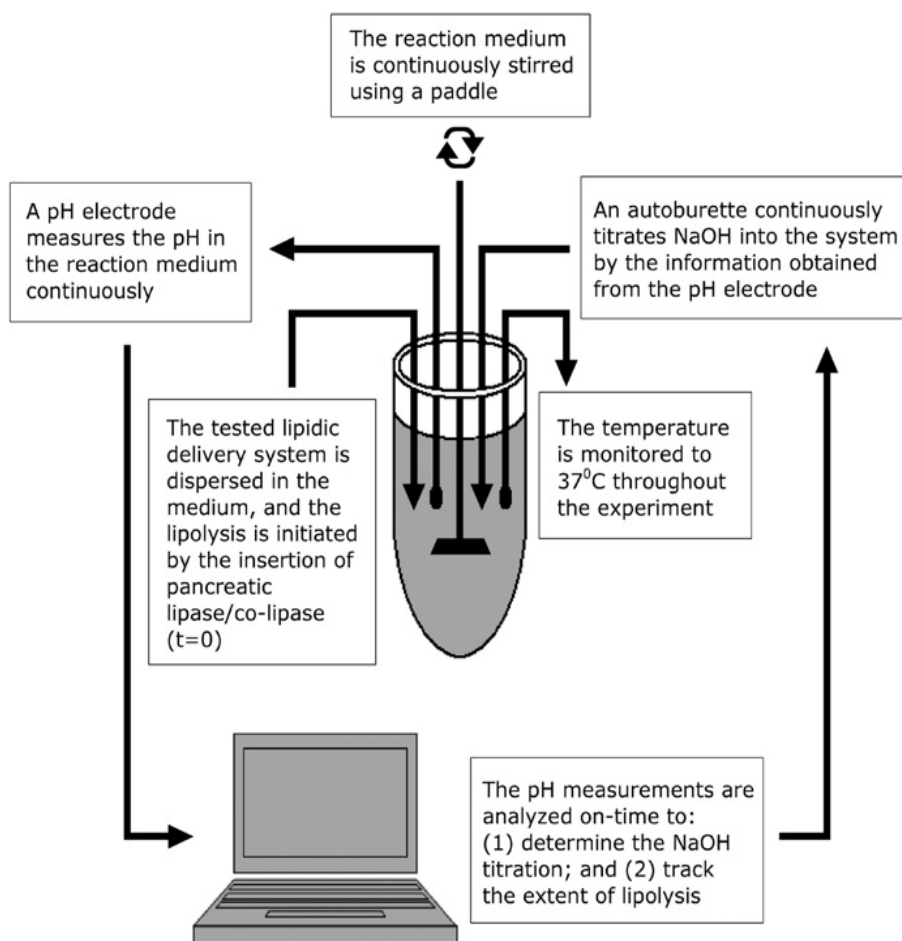 The reaction medium
is continuously stirred
using a paddle
A pH electrode
measures the pH in
the reaction medium
continuously
An autoburette continuously
titrates NaOH into the system
by the information obtained
from the pH electrode
The tested lipidic
delivery system is
dispersed in the
medium, and the
lipolysis is initiated
by the insertion of
pancreatic
lipase/co-lipase
(t=0)
The temperature
is monitored to
37⁰C throughout
the experiment
The pH measurements are
analyzed on-time to:
(1) determine the NaOH
titration; and (2) track
the extent of lipolysis